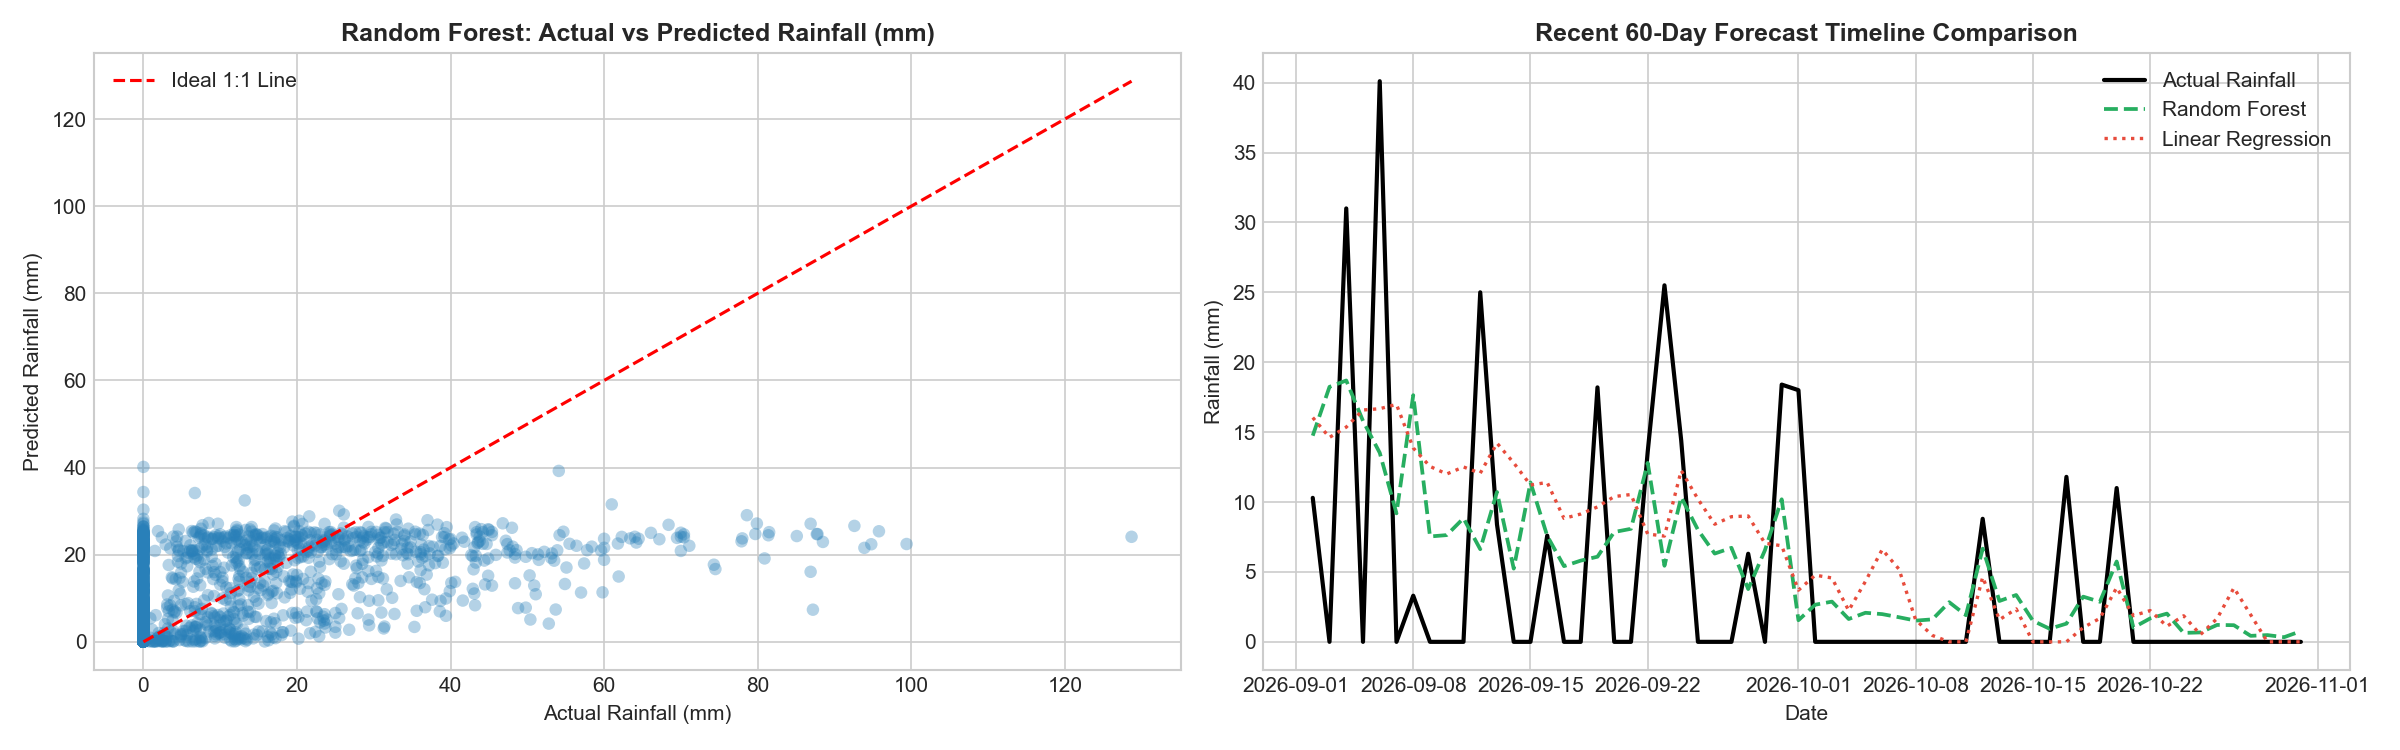 Random Forest: Actual vs Predicted Rainfall (mm)
Ideal 1:1 Line
120
100
80
60
40
20
0
Predicted Rainfall (mm)
0 20 40 60 80 100 120
Actual Rainfall (mm)
Recent 60-Day Forecast Timeline Comparison
Actual Rainfall
Random Forest
Linear Regression
40
35
30
25
20
15
10
5
0
Rainfall (mm)
2026-09-01 2026-09-08 2026-09-15 2026-09-22 2026-10-01 2026-10-08 2026-10-15 2026-10-22 2026-11-01
Date